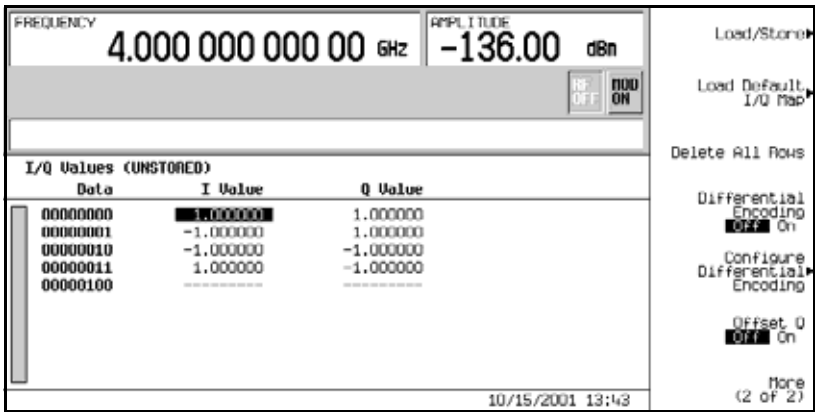 FREQUENCY
4.000 000 000 00 GHz
AMPLITUDE
-136.00 dBm
RF OFF
MOD ON
I/Q Values (UNSTORED)
Data I Value Q Value
00000000 1.000000 1.000000
00000001 -1.000000 1.000000
00000010 -1.000000 -1.000000
00000011 1.000000 -1.000000
00000100 --------- ---------
10/15/2001 13:43
Load/Store
Load Default
I/Q Map
Delete All Rows
Differential
Encoding
Off On
Configure
Differential
Encoding
Offset Q
Off On
More
(2 of 2)